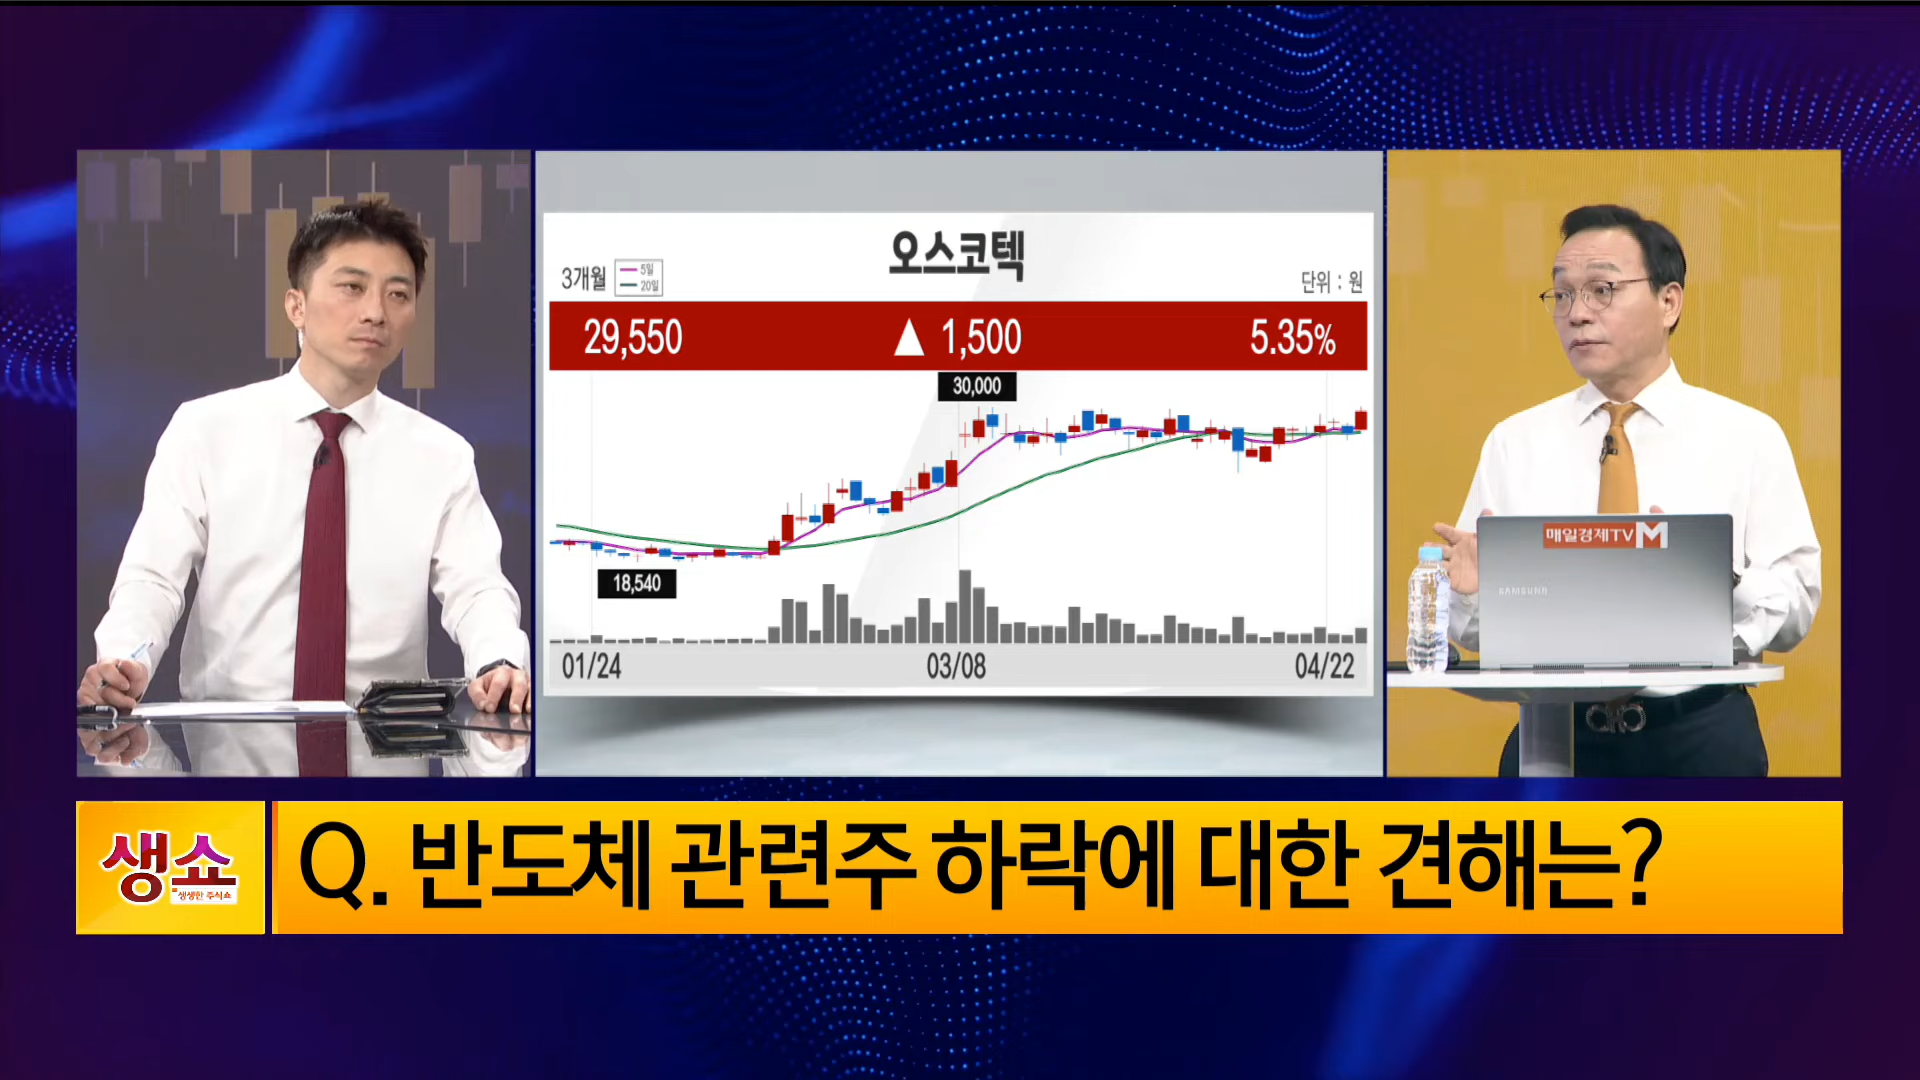 오스코텍
3개월
5일
20일
단위 : 원
29,550 ▲ 1,500 5.35%
30,000
18,540
01/24 03/08 04/22
매일경제TV M
SAMSUNG
생쇼
생생한 주식쇼
Q. 반도체 관련주 하락에 대한 견해는?